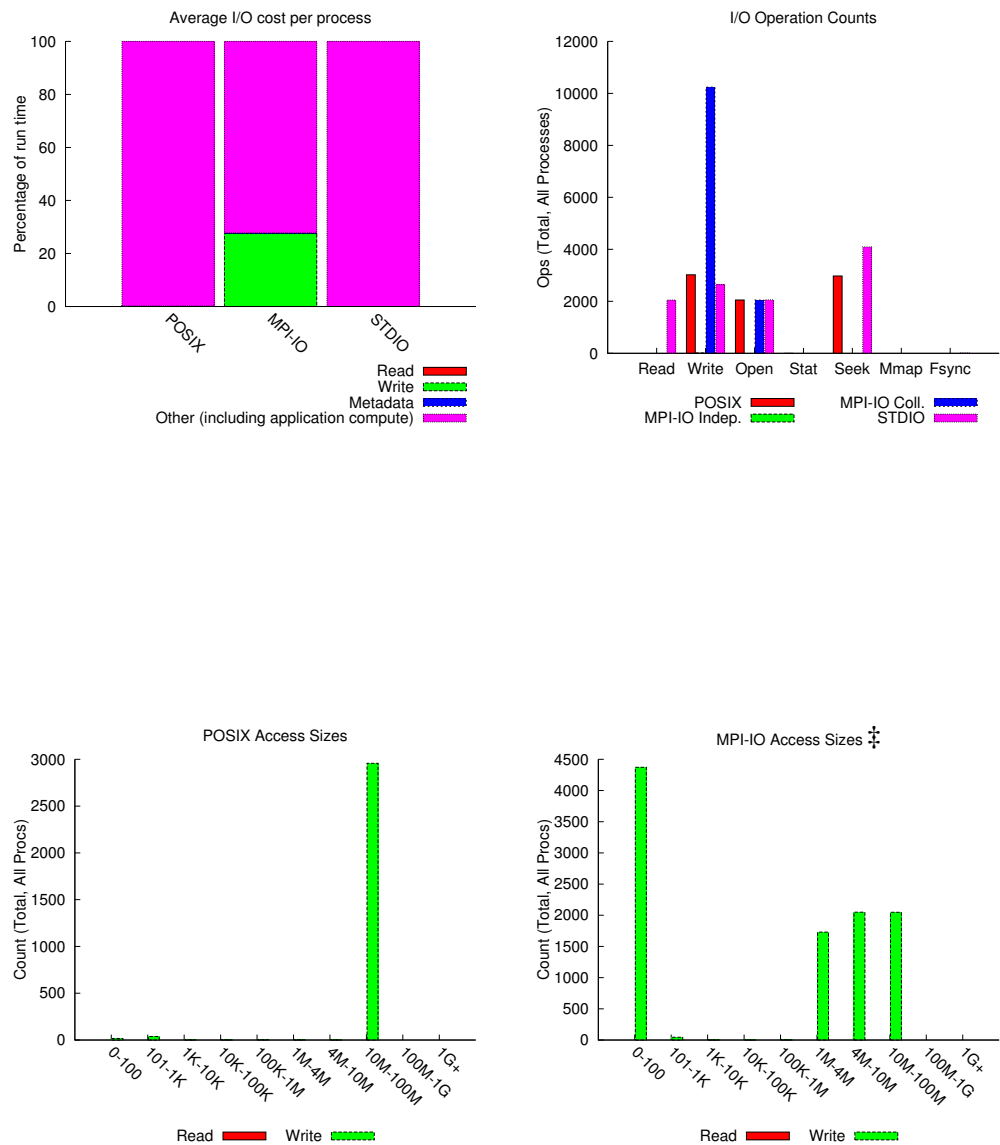 Average I/O cost per process
100
80
60
40
20
0
Percentage of run time
POSIX
MPI-IO
STDIO
Read
Write
Metadata
Other (including application compute)
I/O Operation Counts
12000
10000
8000
6000
4000
2000
0
Ops (Total, All Processes)
Read Write Open Stat Seek Mmap Fsync
POSIX
MPI-IO Indep.
MPI-IO Coll.
STDIO
POSIX Access Sizes
3000
2500
2000
1500
1000
500
0
Count (Total, All Procs)
0-100
101-1K
1K-10K
10K-100K
100K-1M
1M-4M
4M-10M
10M-100M
100M-1G
1G+
Read Write
MPI-IO Access Sizes ‡
4500
4000
3500
3000
2500
2000
1500
1000
500
0
Count (Total, All Procs)
0-100
101-1K
1K-10K
10K-100K
100K-1M
1M-4M
4M-10M
10M-100M
100M-1G
1G+
Read Write